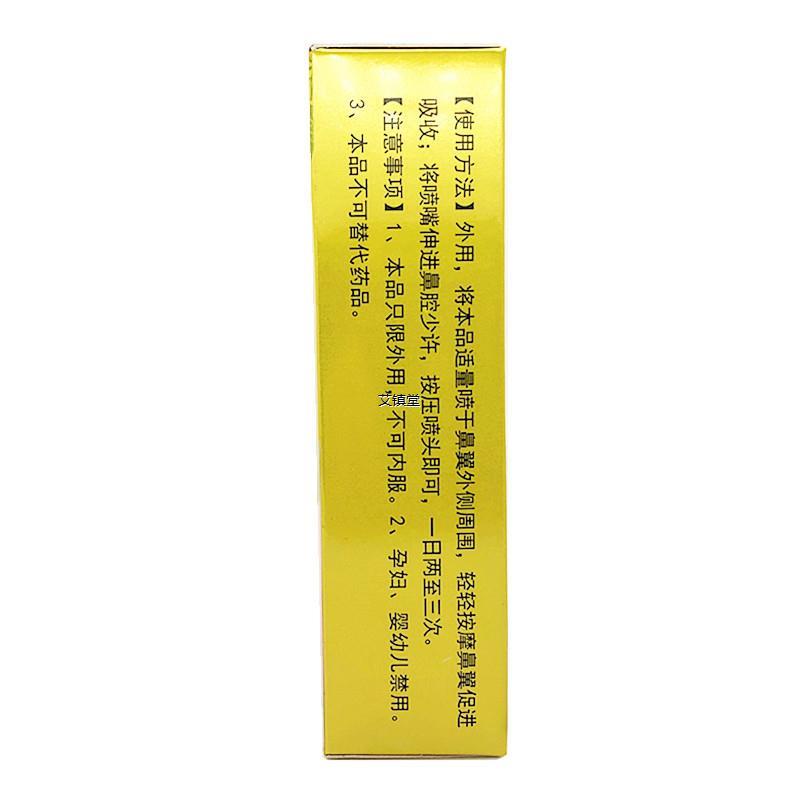 【使用方法】外用，将本品适量喷于鼻翼外侧周围，轻轻按摩鼻翼促进
吸收；将喷嘴伸进鼻腔少许，按压喷头即可，一日两至三次。
【注意事项】1、本品只限外用，不可内服。2、孕妇、婴幼儿禁用。
3、本品不可替代药品。
艾镇堂